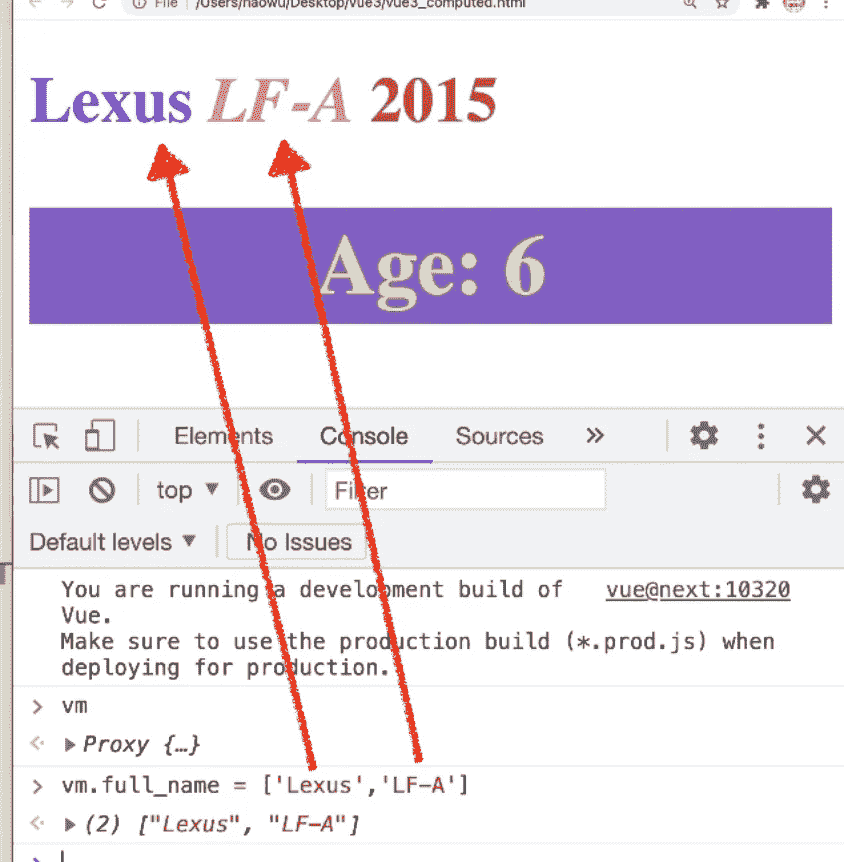 File | /Users/haowu/Desktop/vue3/vue3_computed.html
Lexus LF-A 2015
Age: 6
Elements Console Sources »
top ▼ Filter
Default levels ▼ No Issues
You are running a development build of vue@next:10320
Vue.
Make sure to use the production build (*.prod.js) when
deploying for production.
> vm
<· ▶ Proxy {…}
> vm.full_name = ['Lexus','LF-A']
<· ▶ (2) ["Lexus", "LF-A"]